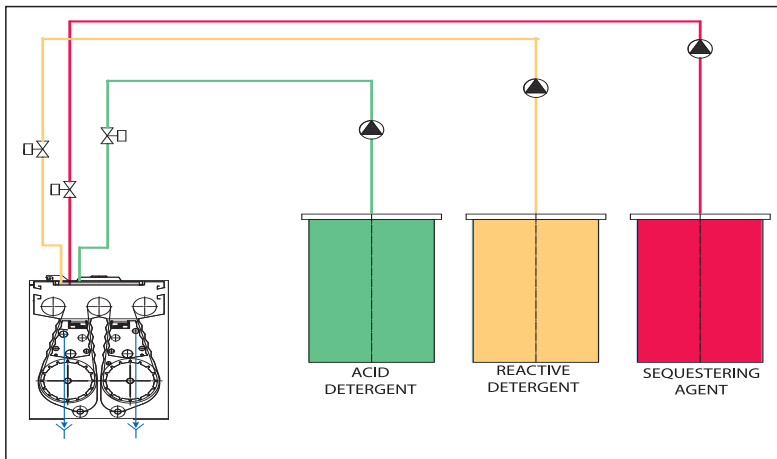 ACID
DETERGENT
REACTIVE
DETERGENT
SEQUESTERING
AGENT